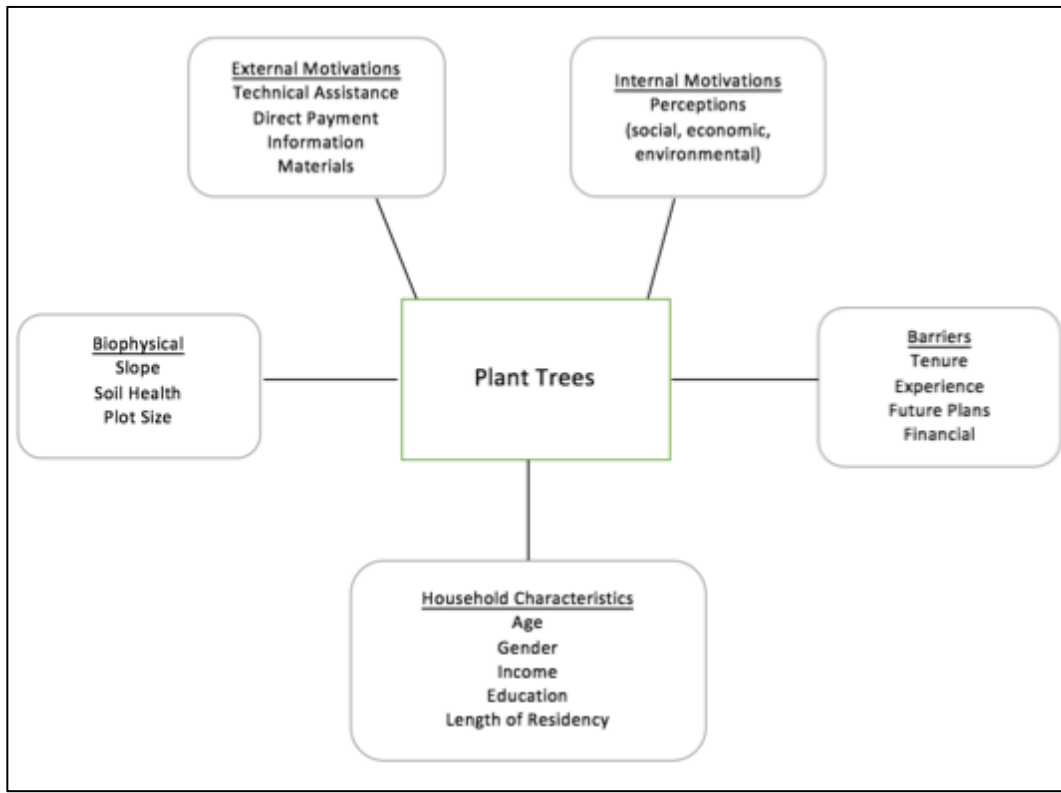 External Motivations
Technical Assistance
Direct Payment
Information
Materials
Internal Motivations
Perceptions
(social, economic,
environmental)
Biophysical
Slope
Soil Health
Plot Size
Plant Trees
Barriers
Tenure
Experience
Future Plans
Financial
Household Characteristics
Age
Gender
Income
Education
Length of Residency